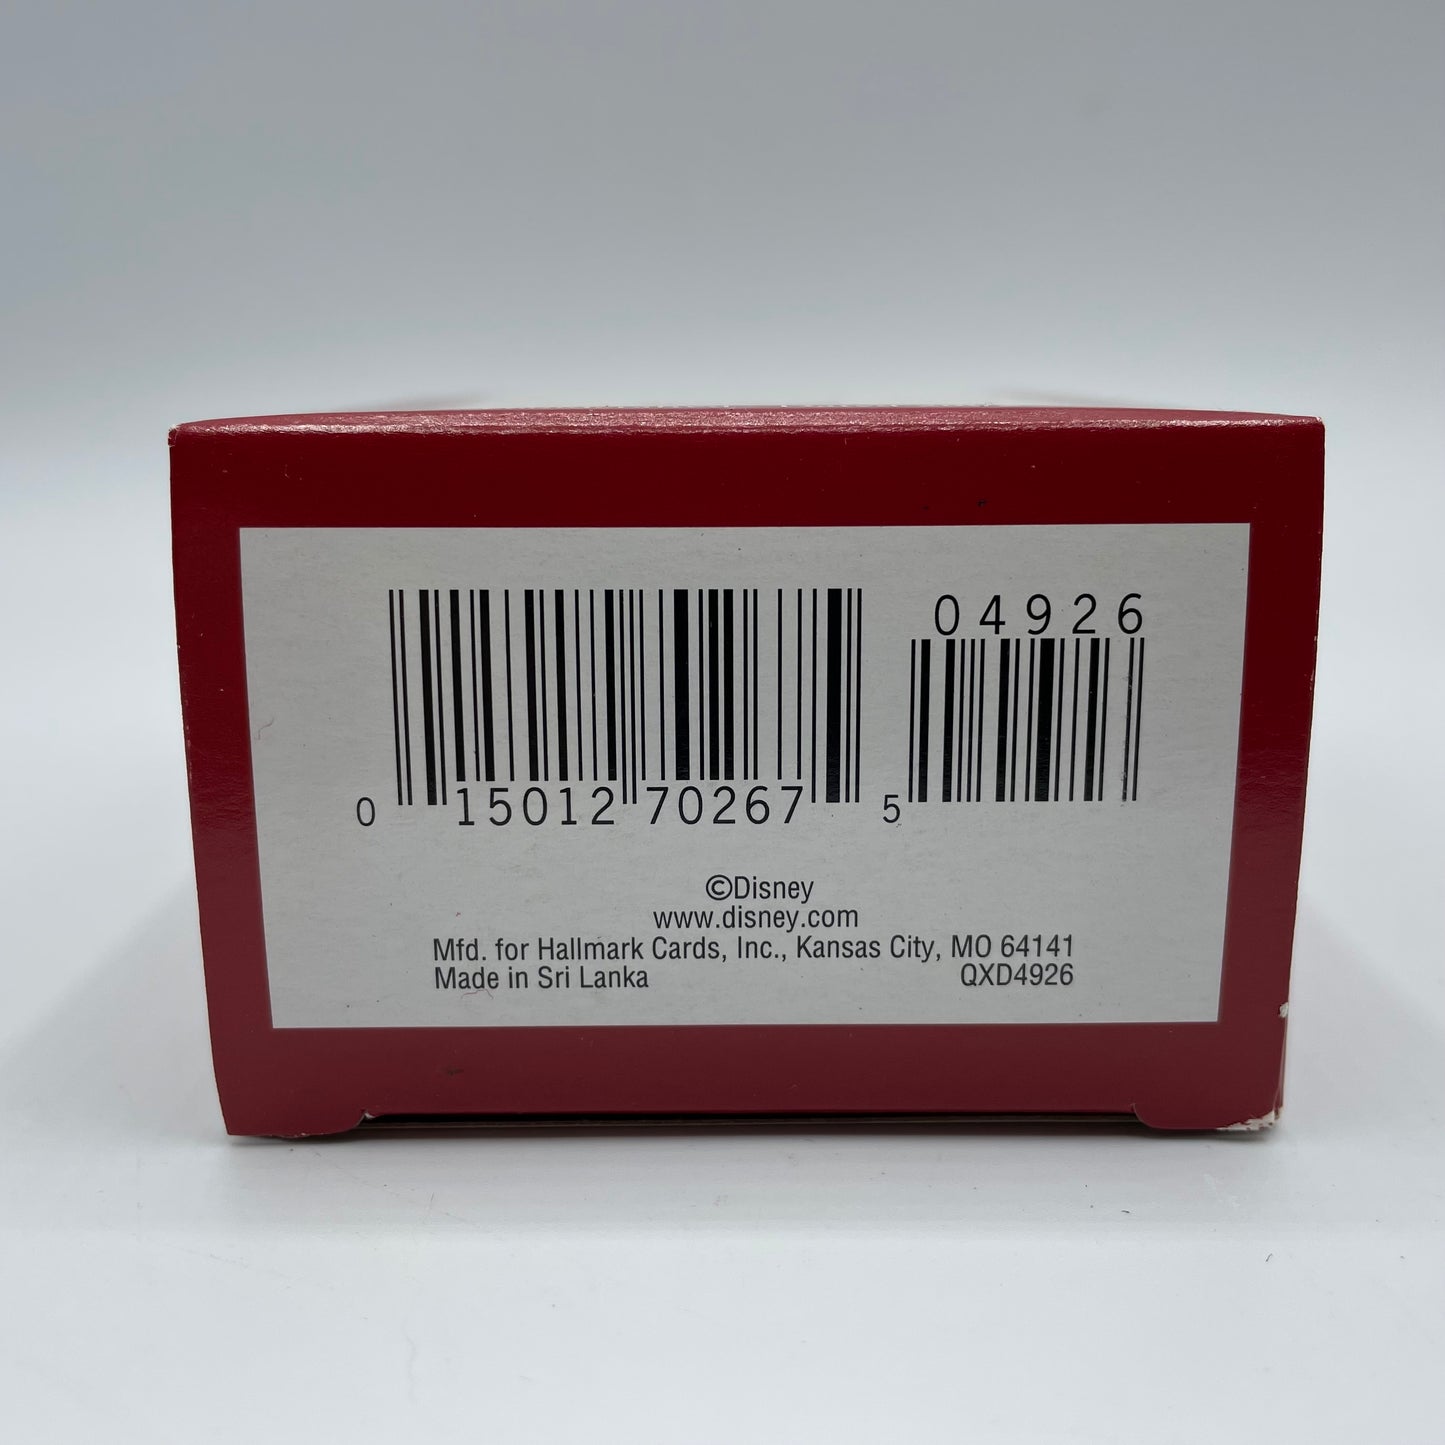 04926
0 15012 70267 5
©Disney
www.disney.com
Mfd. for Hallmark Cards, Inc., Kansas City, MO 64141
Made in Sri Lanka QXD4926